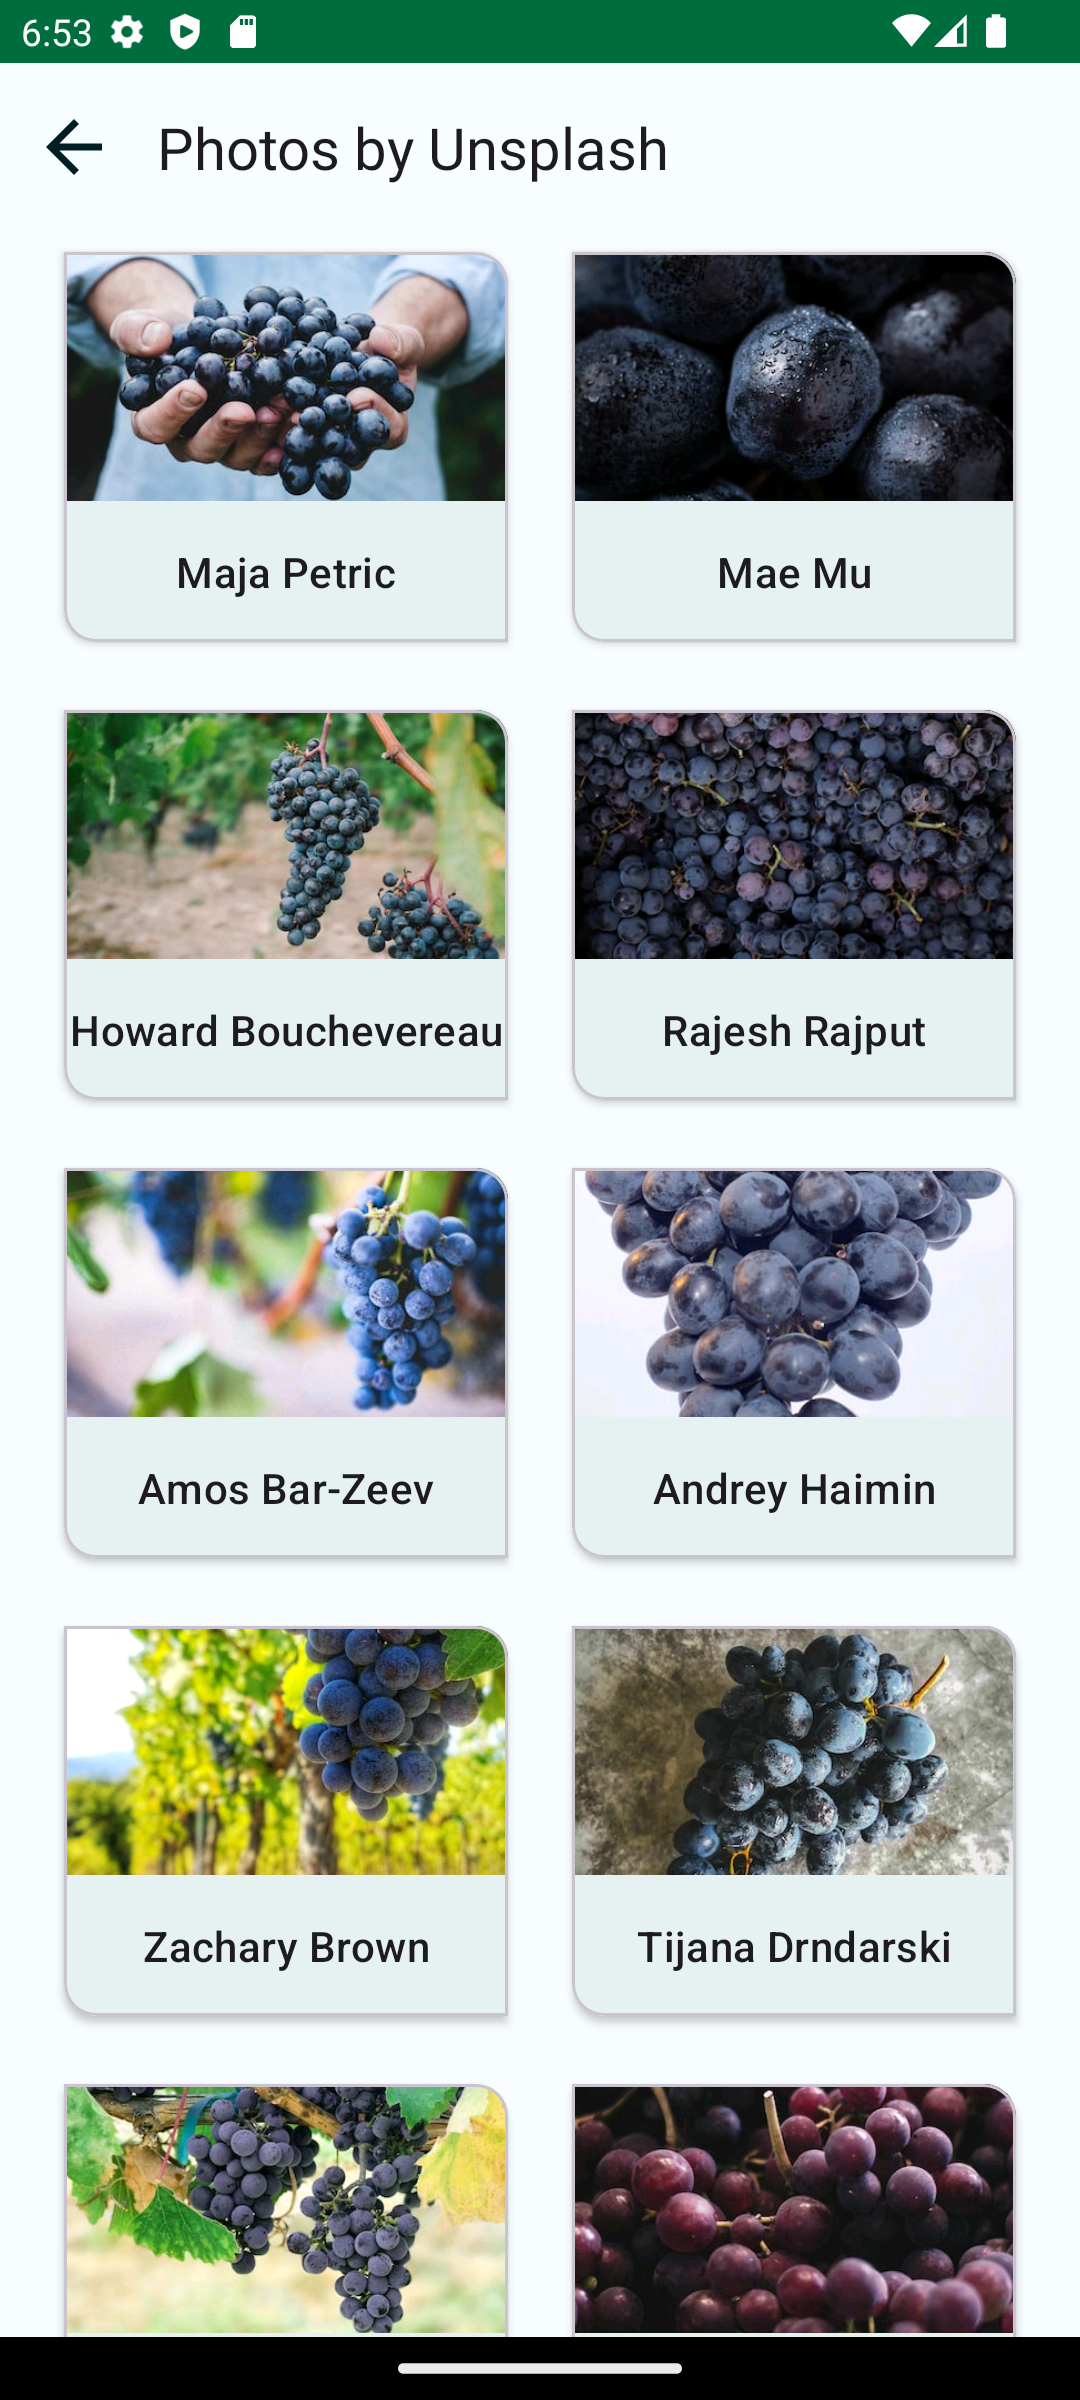 6:53
Photos by Unsplash
Maja Petric
Mae Mu
Howard Bouchevereau
Rajesh Rajput
Amos Bar-Zeev
Andrey Haimin
Zachary Brown
Tijana Drndarski